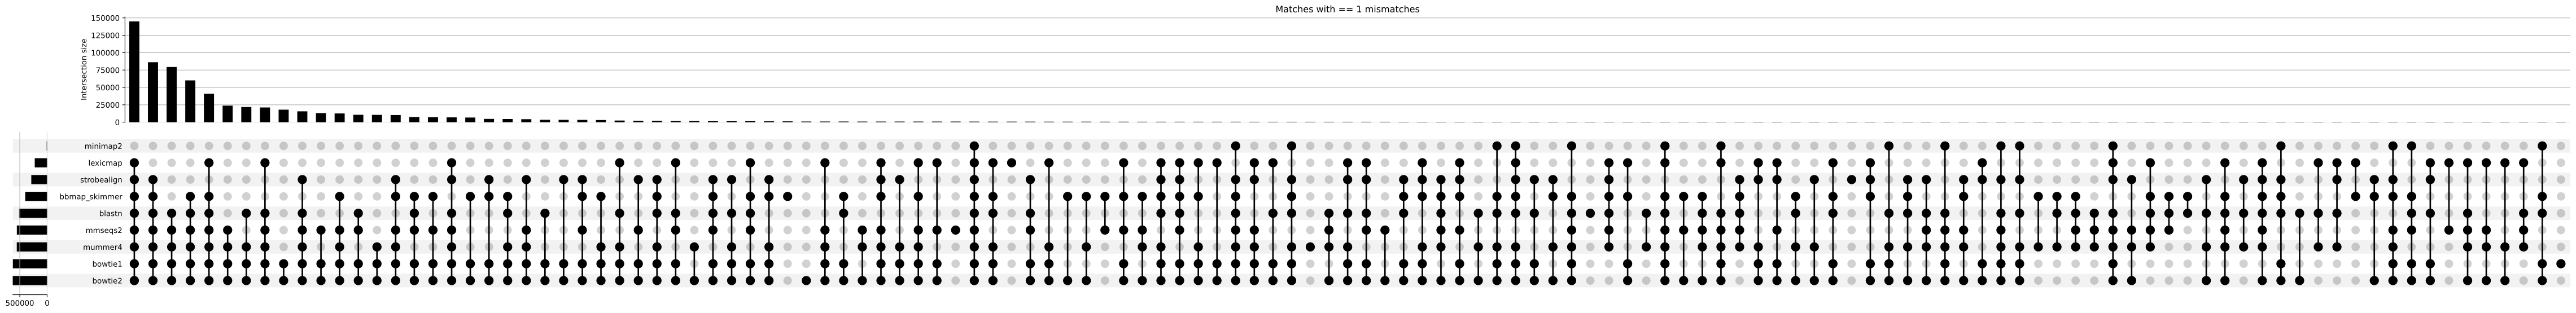 Matches with == 1 mismatches
150000
125000
100000
75000
50000
25000
0
Intersection size
minimap2
lexicmap
strobealign
bbmap_skimmer
blastn
mmseqs2
mummer4
bowtie1
bowtie2
500000 0